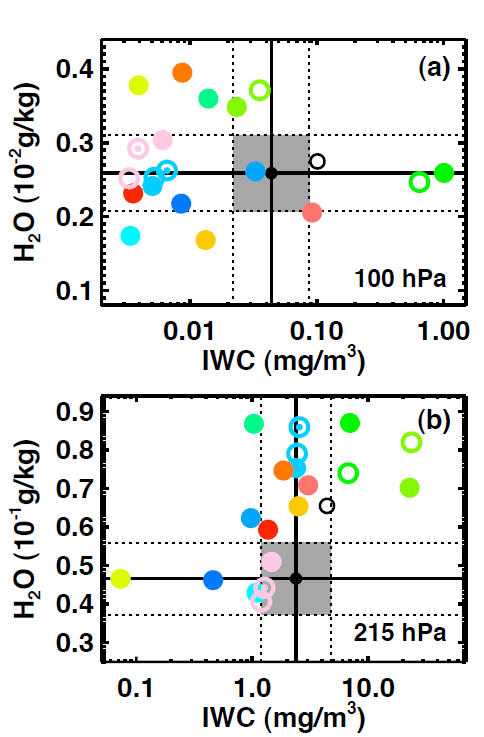 (a)
0.4
0.3
0.2
0.1
H₂O (10⁻²g/kg)
100 hPa
0.01 0.10 1.00
IWC (mg/m³)
(b)
0.9
0.8
0.7
0.6
0.5
0.4
0.3
H₂O (10⁻¹g/kg)
215 hPa
0.1 1.0 10.0
IWC (mg/m³)